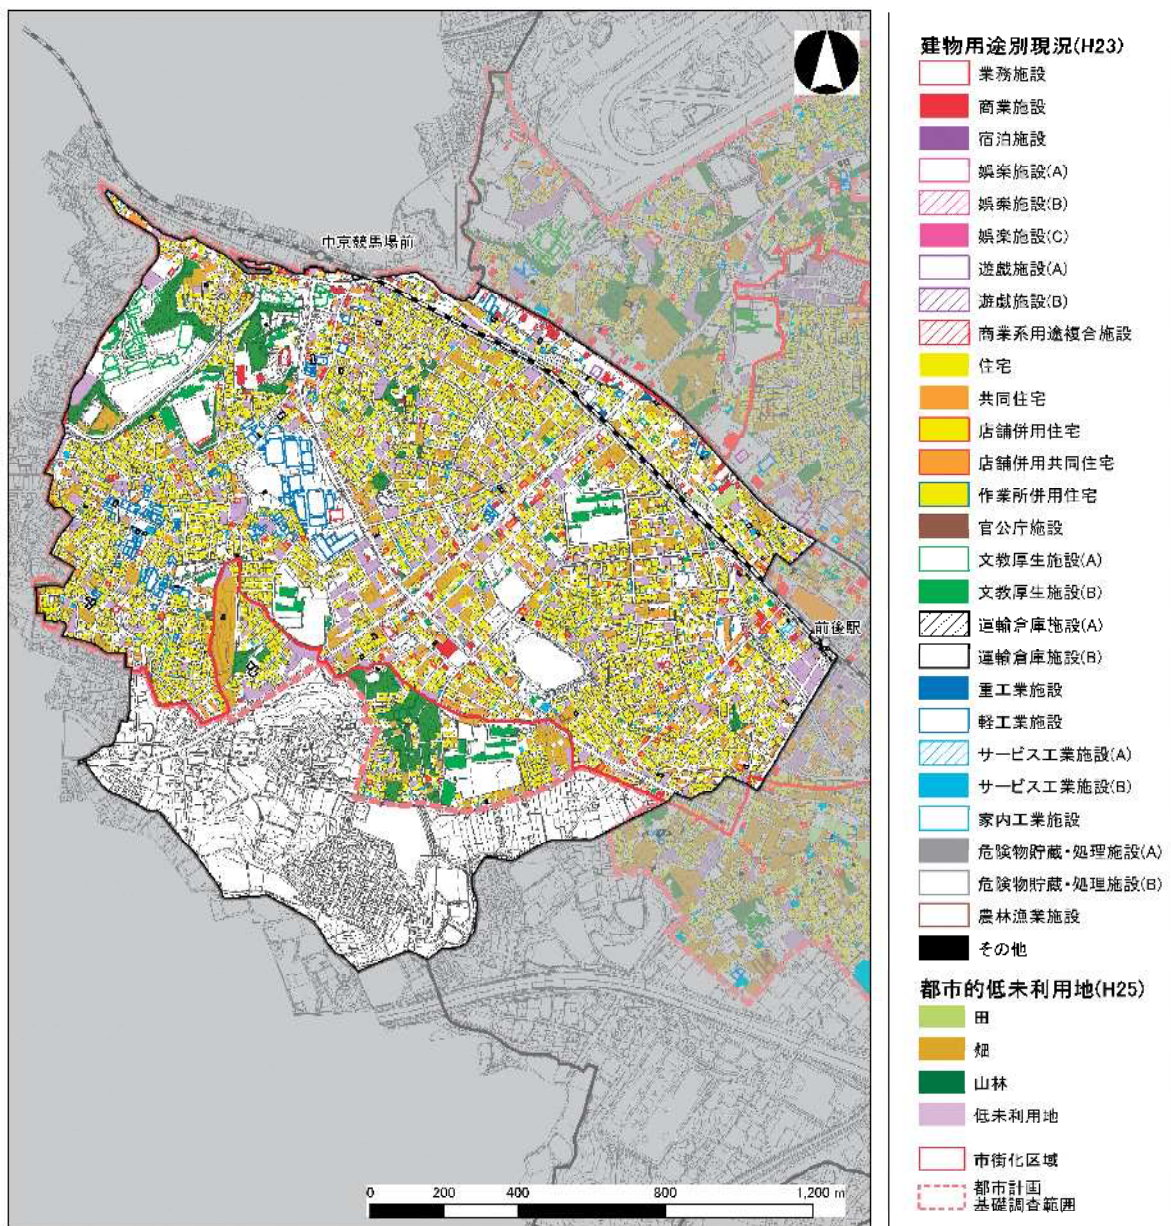 中京競馬場前
前後駅
0 200 400 800 1,200 m
建物用途別現況(H23)
業務施設
商業施設
宿泊施設
娯楽施設(A)
娯楽施設(B)
娯楽施設(C)
遊戯施設(A)
遊戯施設(B)
商業系用途複合施設
住宅
共同住宅
店舗併用住宅
店舗併用共同住宅
作業所併用住宅
官公庁施設
文教厚生施設(A)
文教厚生施設(B)
運輸倉庫施設(A)
運輸倉庫施設(B)
重工業施設
軽工業施設
サービス工業施設(A)
サービス工業施設(B)
家内工業施設
危険物貯蔵・処理施設(A)
危険物貯蔵・処理施設(B)
農林漁業施設
その他
都市的低未利用地(H25)
田
畑
山林
低未利用地
市街化区域
都市計画
基礎調査範囲